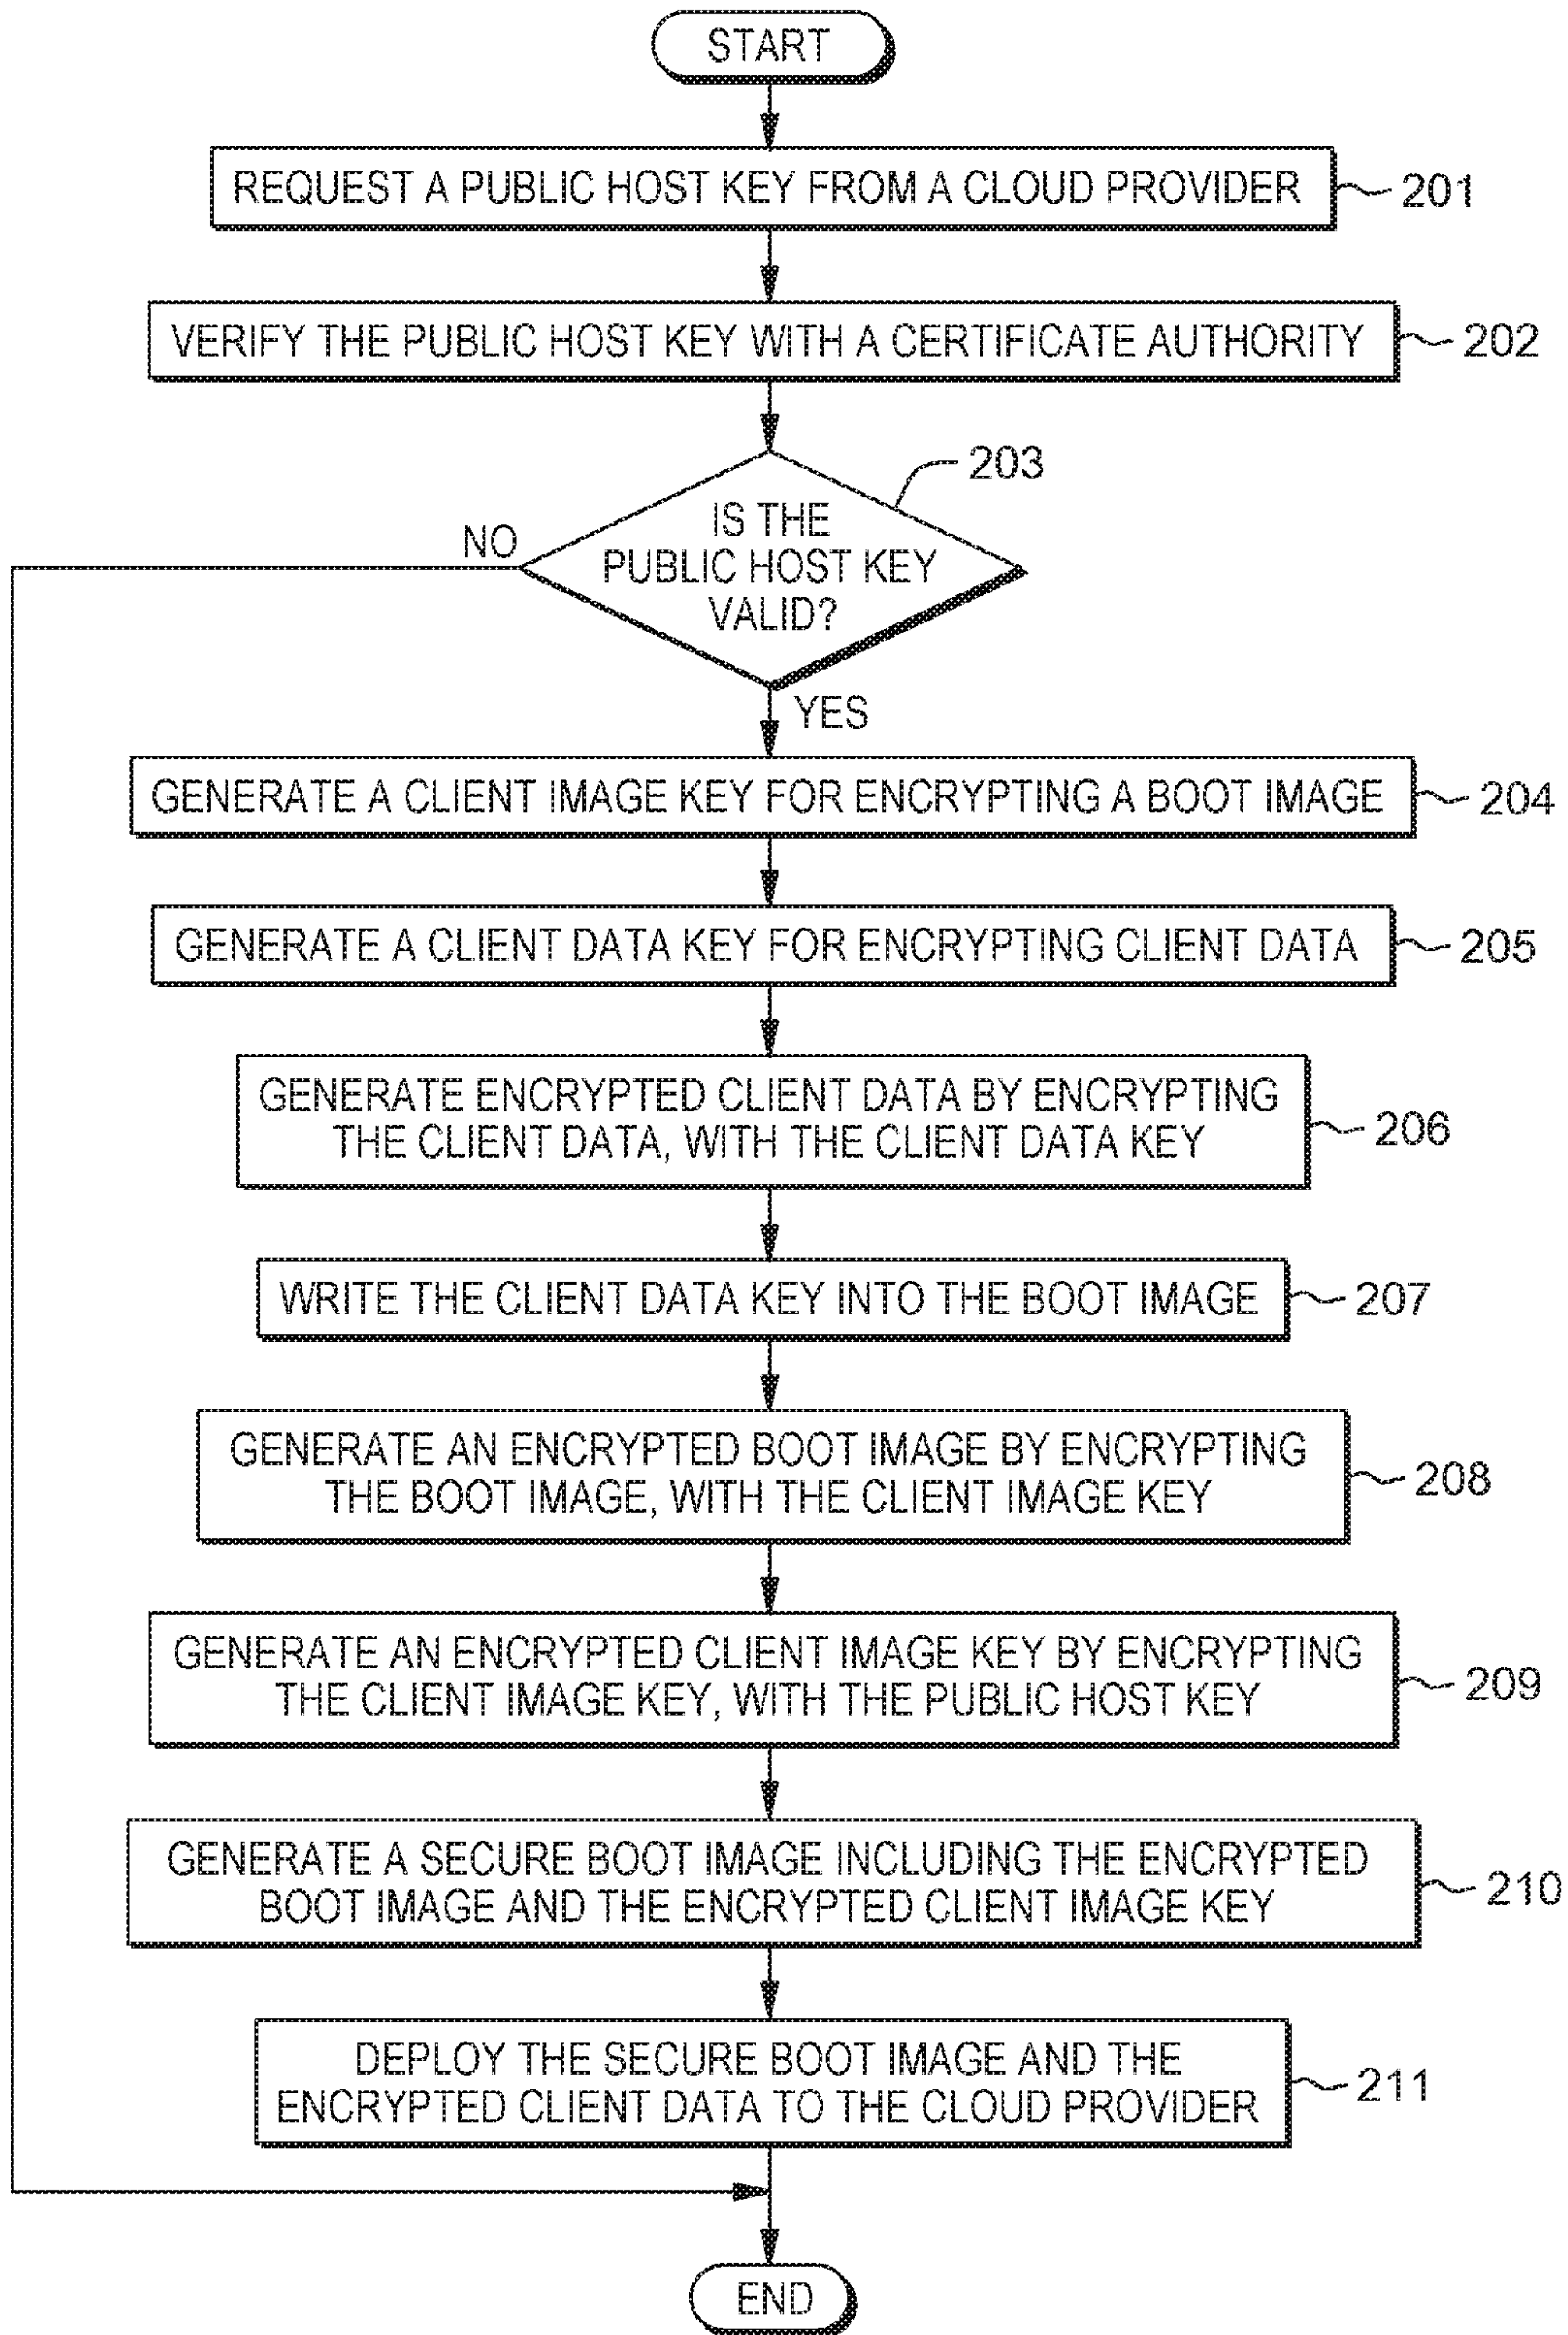 START
REQUEST A PUBLIC HOST KEY FROM A CLOUD PROVIDER
201
VERIFY THE PUBLIC HOST KEY WITH A CERTIFICATE AUTHORITY
202
203
IS THE
PUBLIC HOST KEY
VALID?
NO
YES
GENERATE A CLIENT IMAGE KEY FOR ENCRYPTING A BOOT IMAGE
204
GENERATE A CLIENT DATA KEY FOR ENCRYPTING CLIENT DATA
205
GENERATE ENCRYPTED CLIENT DATA BY ENCRYPTING
THE CLIENT DATA, WITH THE CLIENT DATA KEY
206
WRITE THE CLIENT DATA KEY INTO THE BOOT IMAGE
207
GENERATE AN ENCRYPTED BOOT IMAGE BY ENCRYPTING
THE BOOT IMAGE, WITH THE CLIENT IMAGE KEY
208
GENERATE AN ENCRYPTED CLIENT IMAGE KEY BY ENCRYPTING
THE CLIENT IMAGE KEY, WITH THE PUBLIC HOST KEY
209
GENERATE A SECURE BOOT IMAGE INCLUDING THE ENCRYPTED
BOOT IMAGE AND THE ENCRYPTED CLIENT IMAGE KEY
210
DEPLOY THE SECURE BOOT IMAGE AND THE
ENCRYPTED CLIENT DATA TO THE CLOUD PROVIDER
211
END